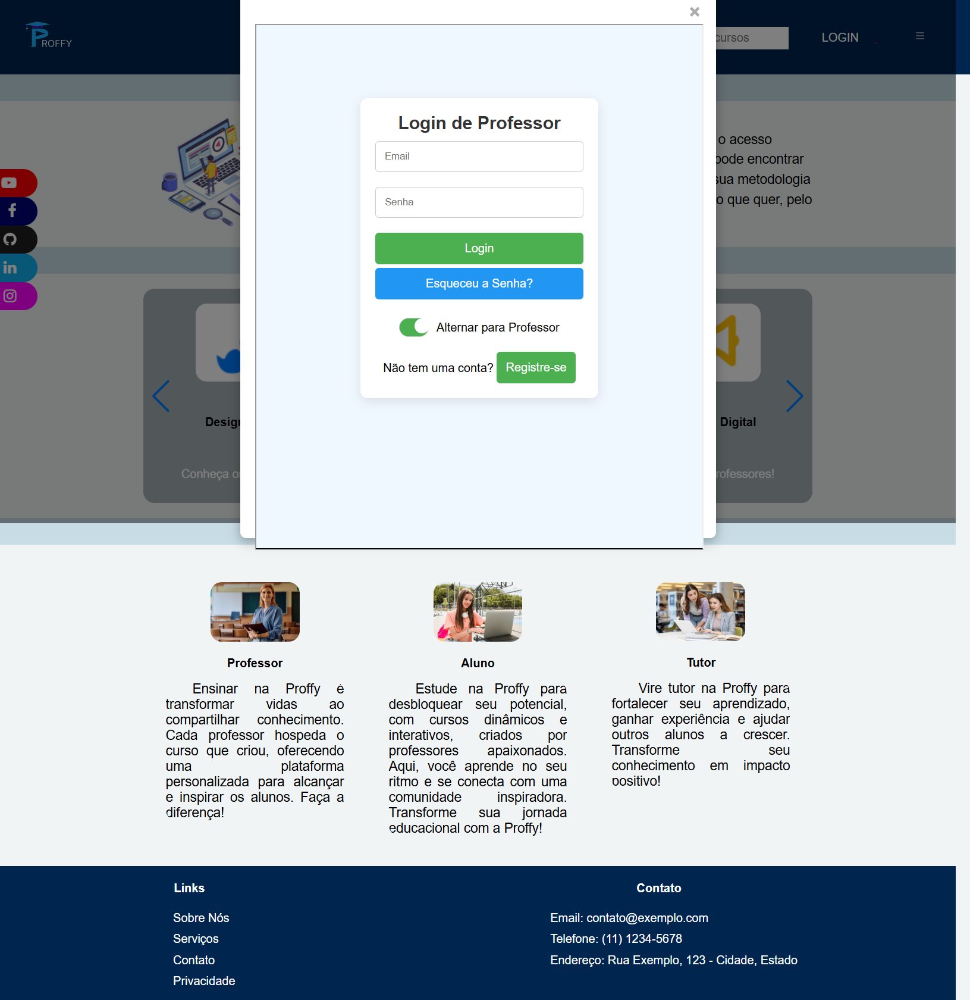 PROFFY
cursos
LOGIN
Login de Professor
Email
Senha
Login
Esqueceu a Senha?
Alternar para Professor
Não tem uma conta? Registre-se
o acesso
pode encontrar
sua metodologia
o que quer, pelo
Design
Digital
Conheça os
rofessores!
Professor
Ensinar na Proffy é
transformar vidas ao
compartilhar conhecimento.
Cada professor hospeda o
curso que criou, oferecendo
uma plataforma
personalizada para alcançar
e inspirar os alunos. Faça a
diferença!
Aluno
Estude na Proffy para
desbloquear seu potencial,
com cursos dinâmicos e
interativos, criados por
professores apaixonados.
Aqui, você aprende no seu
ritmo e se conecta com uma
comunidade inspiradora.
Transforme sua jornada
educacional com a Proffy!
Tutor
Vire tutor na Proffy para
fortalecer seu aprendizado,
ganhar experiência e ajudar
outros alunos a crescer.
Transforme seu
conhecimento em impacto
positivo!
Links
Sobre Nós
Serviços
Contato
Privacidade
Contato
Email: contato@exemplo.com
Telefone: (11) 1234-5678
Endereço: Rua Exemplo, 123 - Cidade, Estado